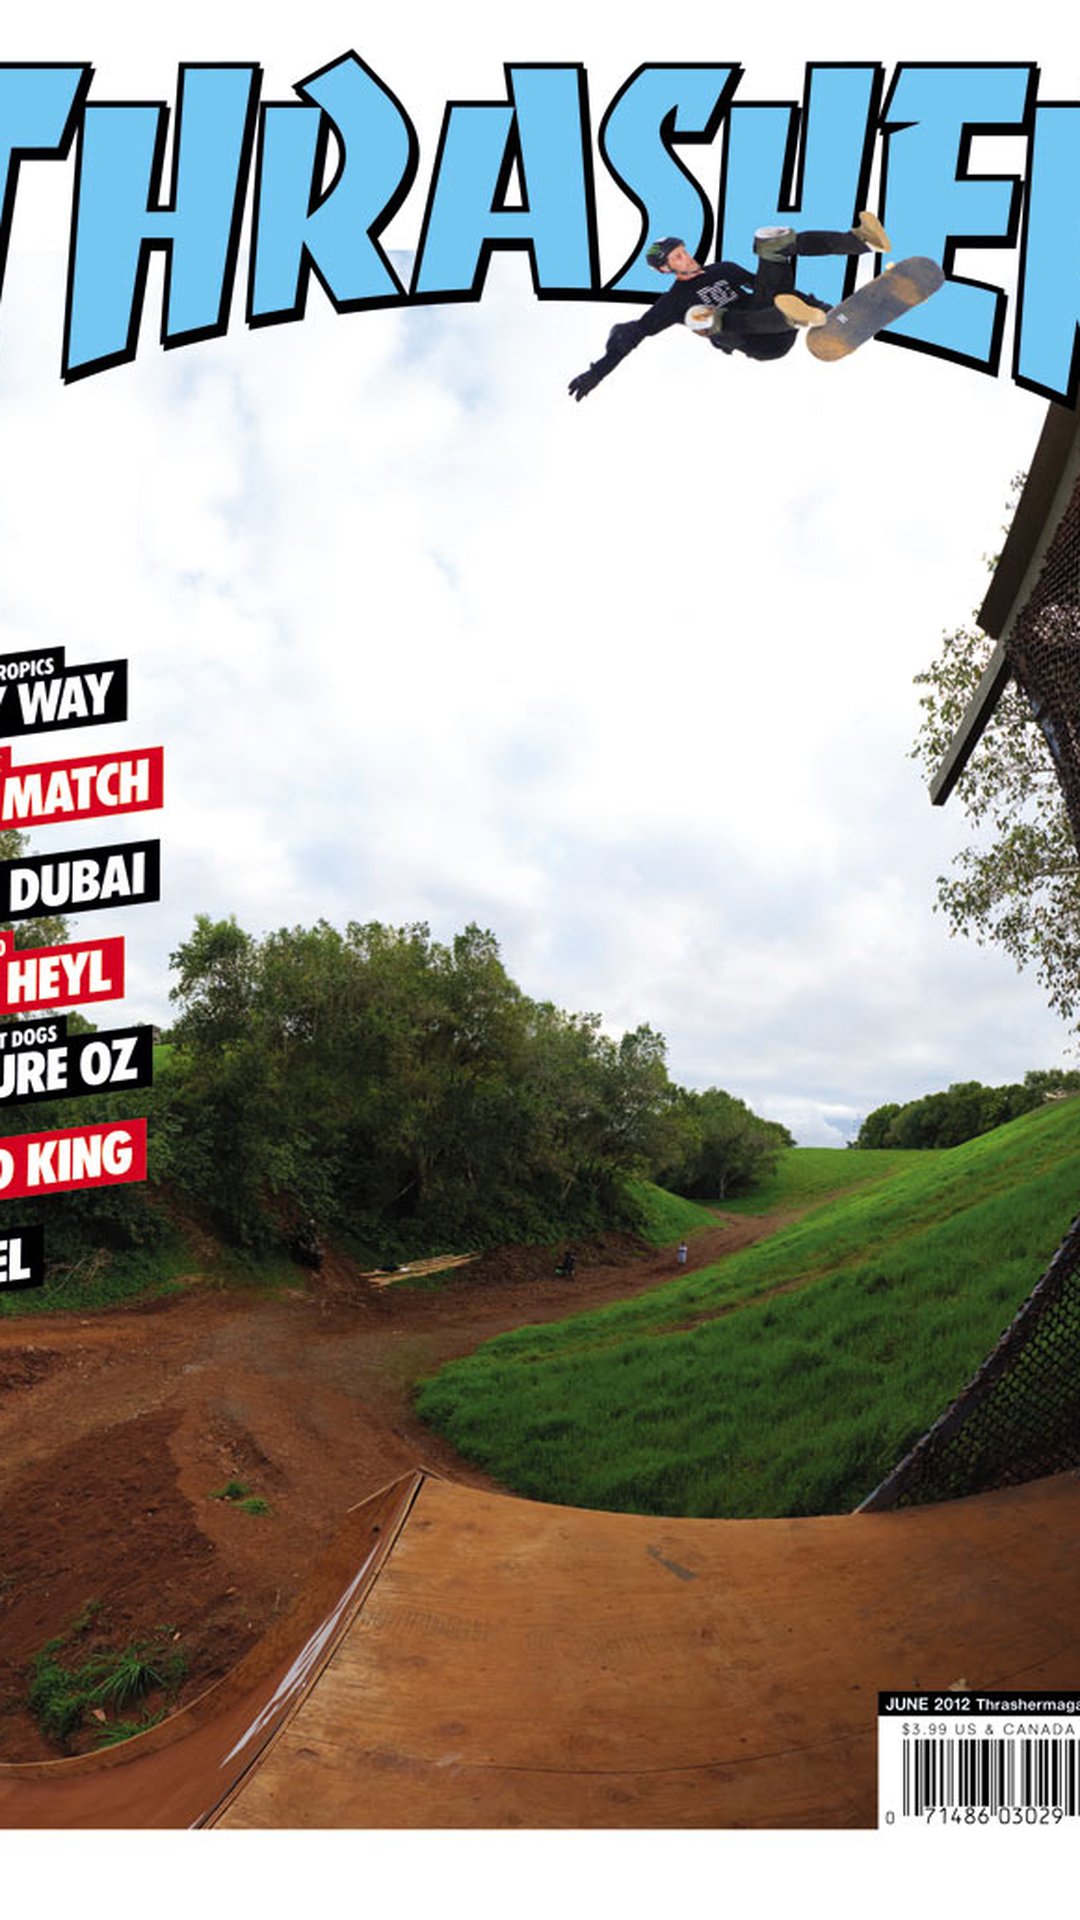 THRASHER
ROPICS
Y WAY
MATCH
DUBAI
HEYL
T DOGS
URE OZ
D KING
EL
DC
JUNE 2012 Thrashermaga
$3.99 US & CANADA
0 71486 03029